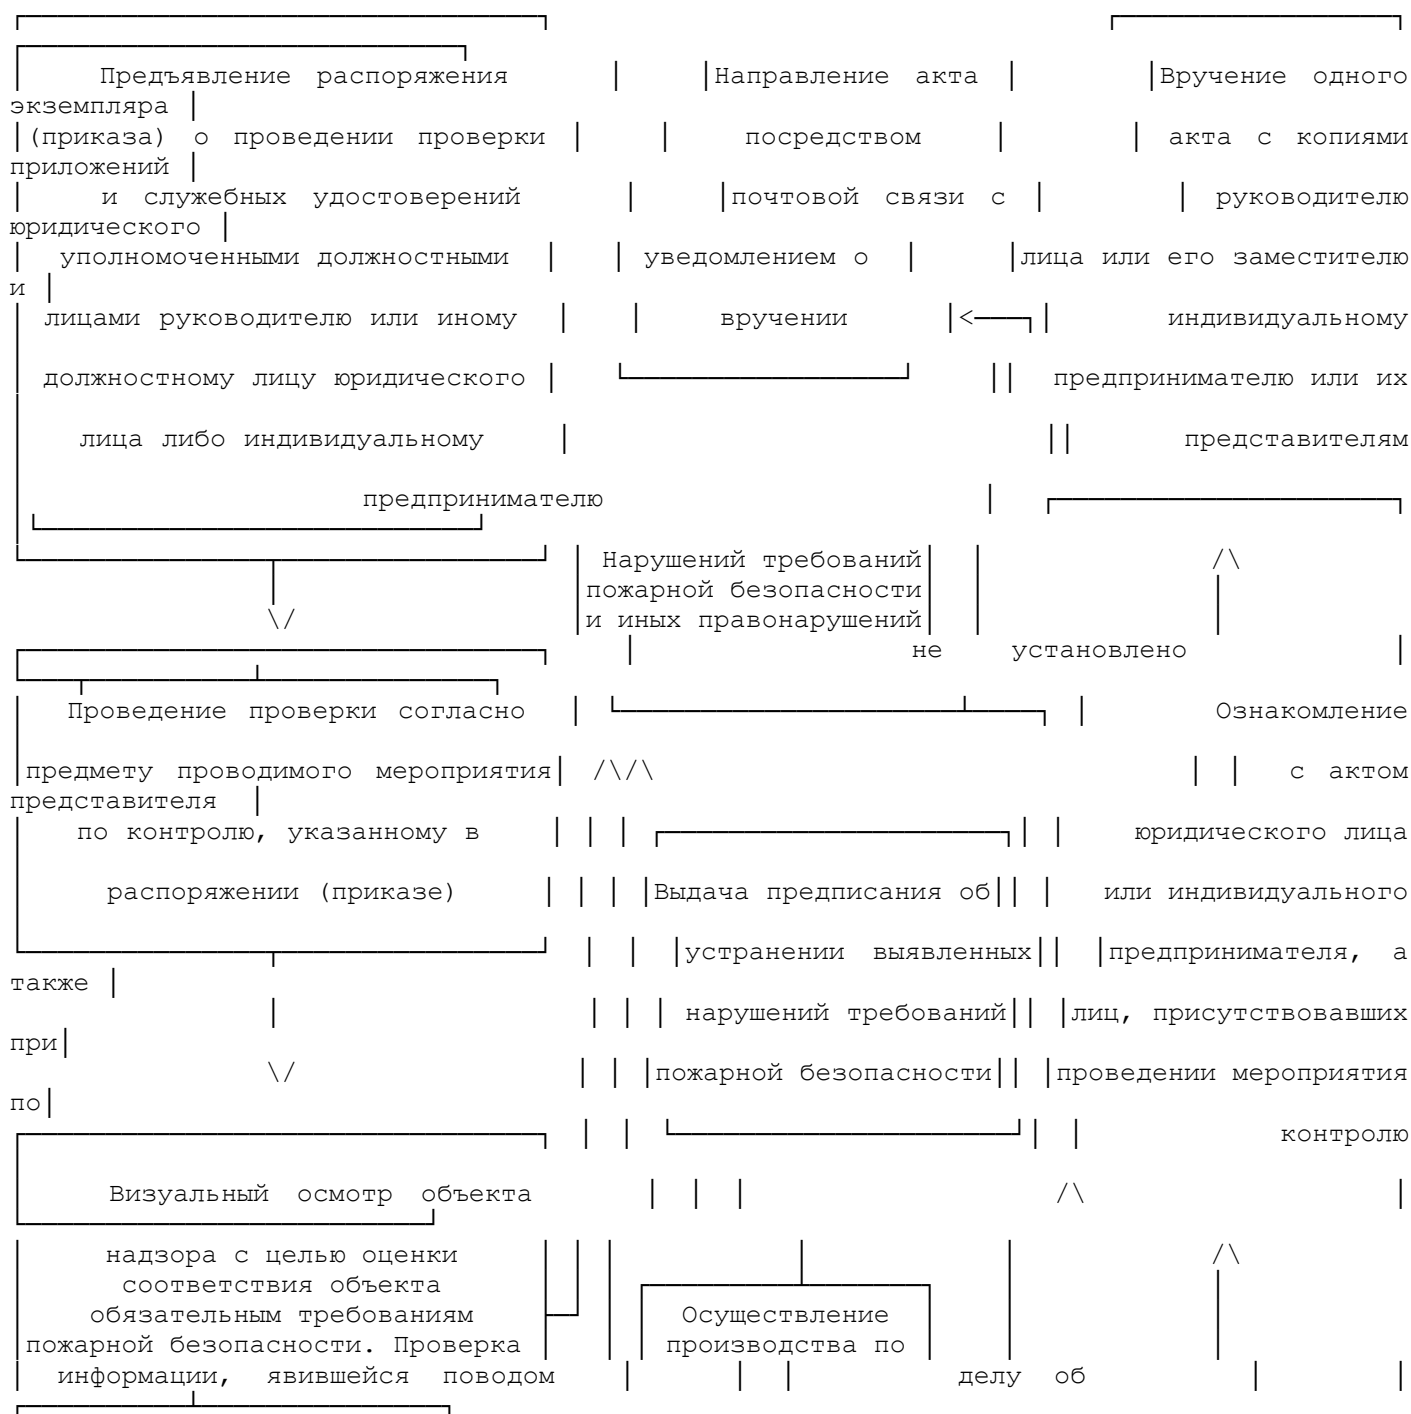 Предъявление распоряжения | |Направление акта | |Вручение одного
экземпляра |
|(приказа) о проведении проверки | | посредством | | акта с копиями
приложений |
| и служебных удостоверений | |почтовой связи с | | руководителю
юридического |
| уполномоченными должностными | | уведомлением о | |лица или его заместителю
и |
| лицами руководителю или иному | | вручении |<───┐| индивидуальному
|
| должностному лицу юридического | └──────────────────┘ || предпринимателю или их
|
| лица либо индивидуальному | || представителям
|
| предпринимателю | ┌──────────────────────┐
|└────────────────────────────┘
└────────────────┬─────────────────┘ | Нарушений требований| | /\
| |пожарной безопасности| | |
\/ |и иных правонарушений| | |
┌──────────────────────────────────┐ | не установлено |
└────┬───────────┴───────────────┐
| Проведение проверки согласно | └──────────────────────┴─────┐ | Ознакомление
|
|предмету проводимого мероприятия| /\/\ | | с актом
представителя |
| по контролю, указанному в | | | ┌──────────────────────┐| | юридического лица
|
| распоряжении (приказе) | | | |Выдача предписания об|| | или индивидуального
|
└────────────────┬─────────────────┘ | | |устранении выявленных|| |предпринимателя, а
также |
| | | | нарушений требований|| |лиц, присутствовавших
при|
\/ | | |пожарной безопасности|| |проведении мероприятия
по|
┌──────────────────────────────────┐ | | └──────────────────────┘| | контролю
|
| Визуальный осмотр объекта | | | /\ |
└──────────────────────────┘
| надзора с целью оценки | | | | | /\
| соответствия объекта | | | ┌──────────┴───────┐ | |
| обязательным требованиям ├─┘ | | Осуществление | | |
|пожарной безопасности. Проверка | | | производства по | | |
| информации, явившейся поводом | | | делу об | |
┌───────────┴────────────────┐